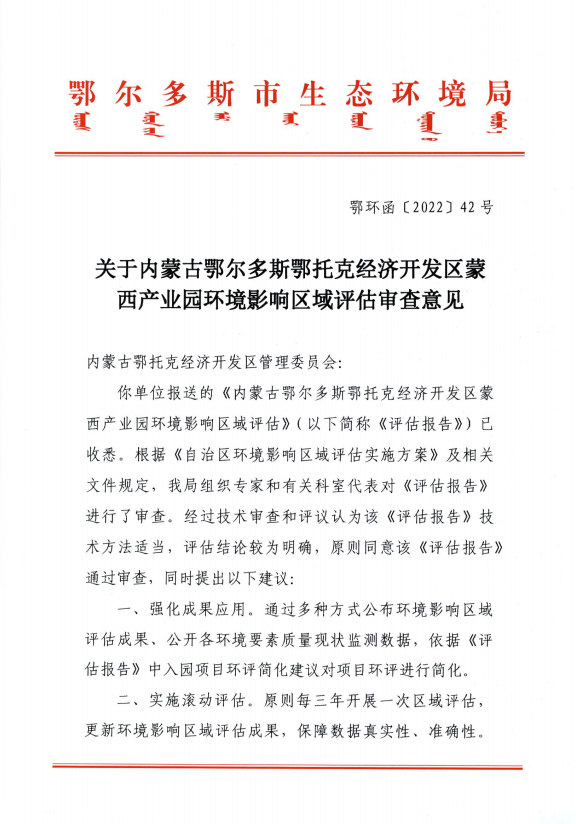 鄂尔多斯市生态环境局
鄂环函〔2022〕42号
关于内蒙古鄂尔多斯鄂托克经济开发区蒙
西产业园环境影响区域评估审查意见
内蒙古鄂托克经济开发区管理委员会：
你单位报送的《内蒙古鄂尔多斯鄂托克经济开发区蒙
西产业园环境影响区域评估》（以下简称《评估报告》）已
收悉。根据《自治区环境影响区域评估实施方案》及相关
文件规定，我局组织专家和有关科室代表对《评估报告》
进行了审查。经过技术审查和评议认为该《评估报告》技
术方法适当，评估结论较为明确，原则同意该《评估报告》
通过审查，同时提出以下建议：
一、强化成果应用。通过多种方式公布环境影响区域
评估成果、公开各环境要素质量现状监测数据，依据《评
估报告》中入园项目环评简化建议对项目环评进行简化。
二、实施滚动评估。原则每三年开展一次区域评估，
更新环境影响区域评估成果，保障数据真实性、准确性。